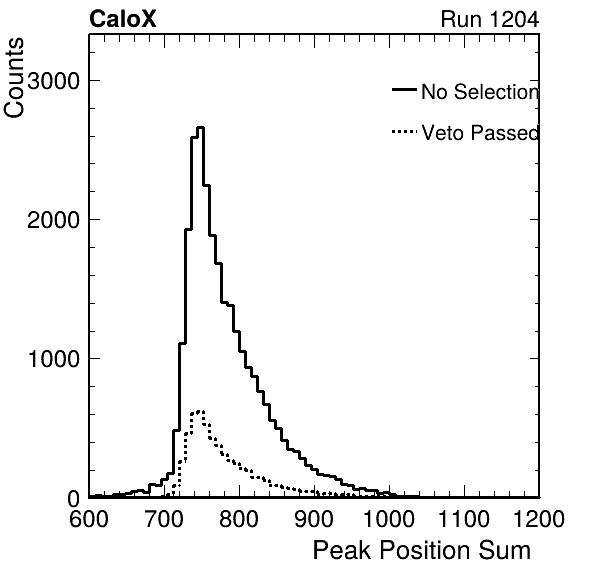 CaloX Run 1204
Counts
3000
2000
1000
0
No Selection
Veto Passed
600 700 800 900 1000 1100 1200
Peak Position Sum